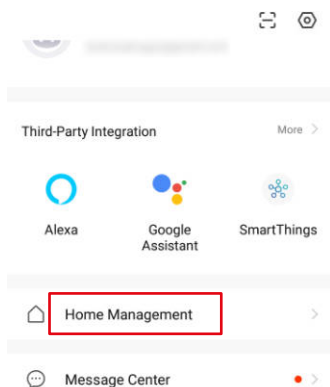 Third-Party Integration More
Alexa Google Assistant SmartThings
Home Management
Message Center